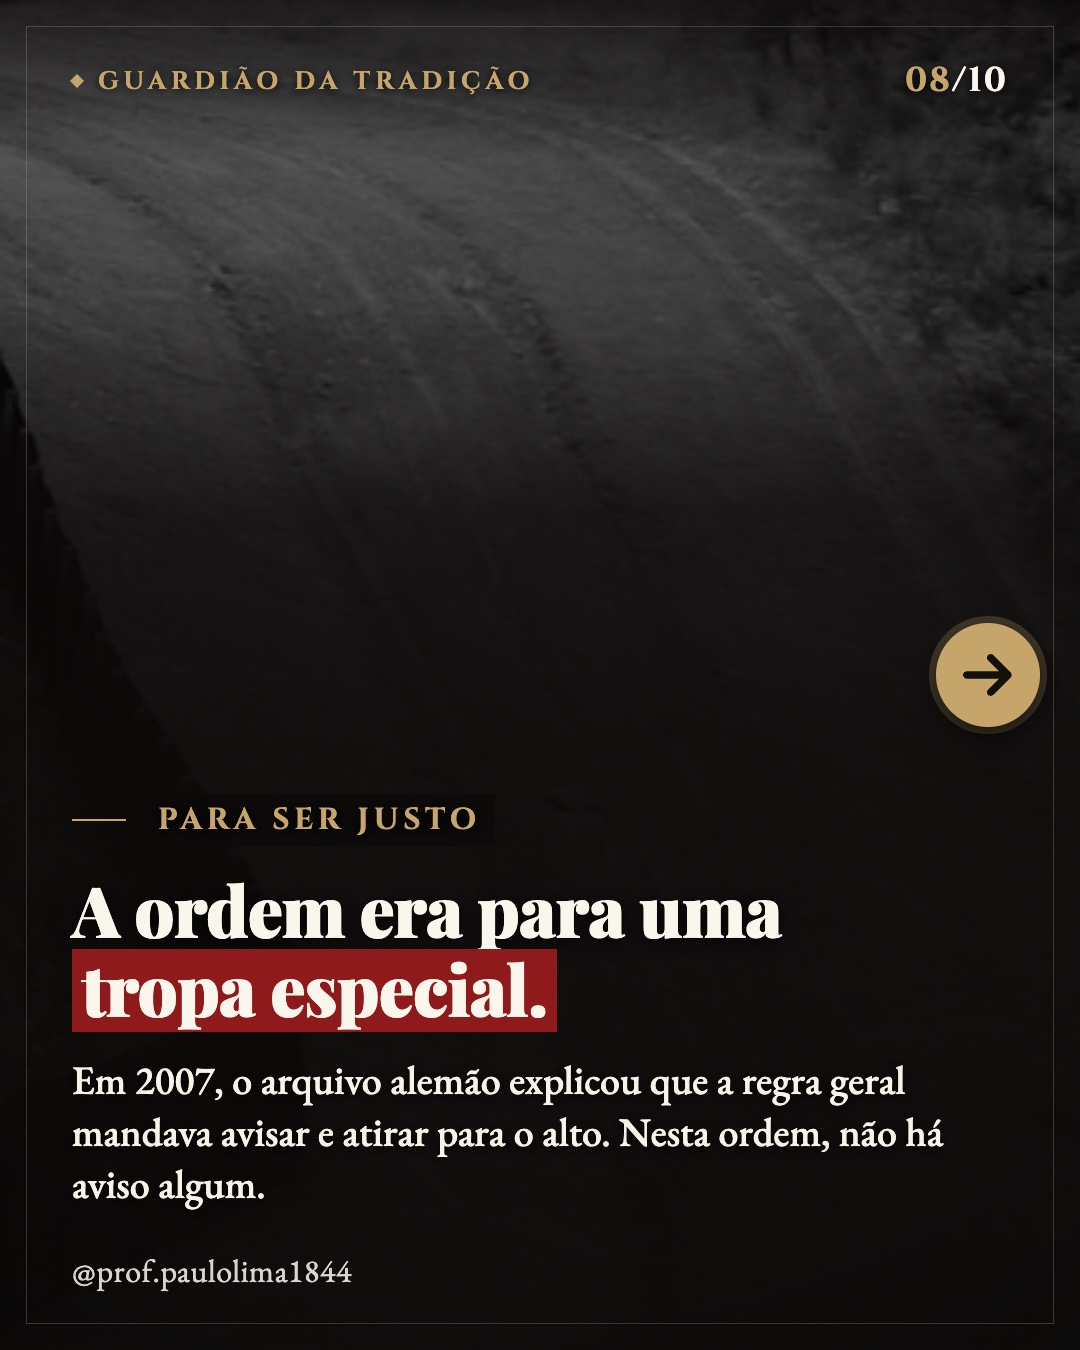 GUARDIÃO DA TRADIÇÃO
08/10
PARA SER JUSTO
A ordem era para uma
tropa especial.
Em 2007, o arquivo alemão explicou que a regra geral
mandava avisar e atirar para o alto. Nesta ordem, não há
aviso algum.
@prof.paulolima1844